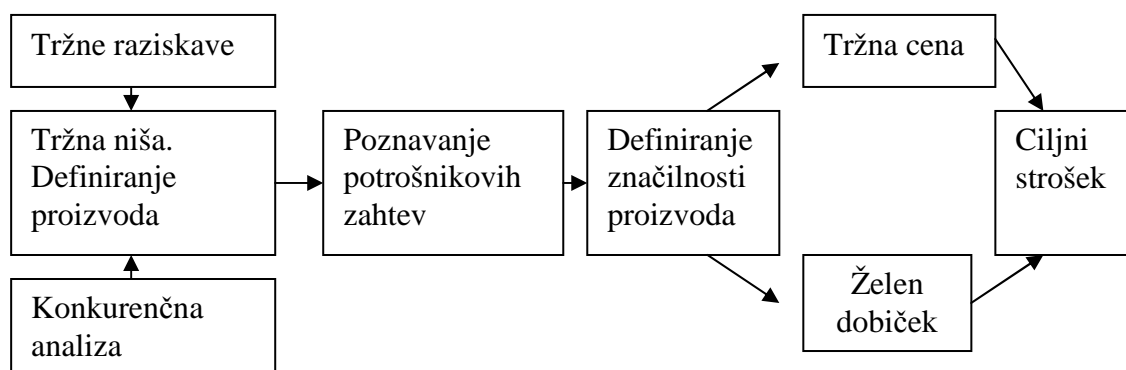 Tržne raziskave
Tržna niša.
Definiranje
proizvoda
Konkurenčna
analiza
Poznavanje
potrošnikovih
zahtev
Definiranje
značilnosti
proizvoda
Tržna cena
Želen
dobiček
Ciljni
strošek